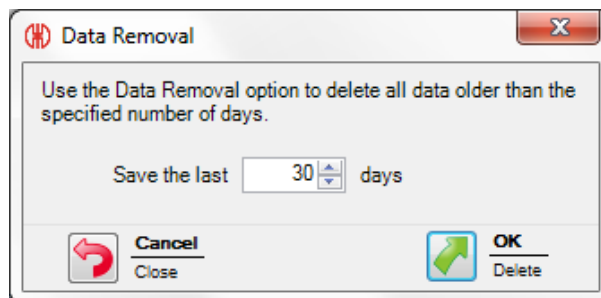 Data Removal
Use the Data Removal option to delete all data older than the
specified number of days.
Save the last 30 days
Cancel
Close
OK
Delete